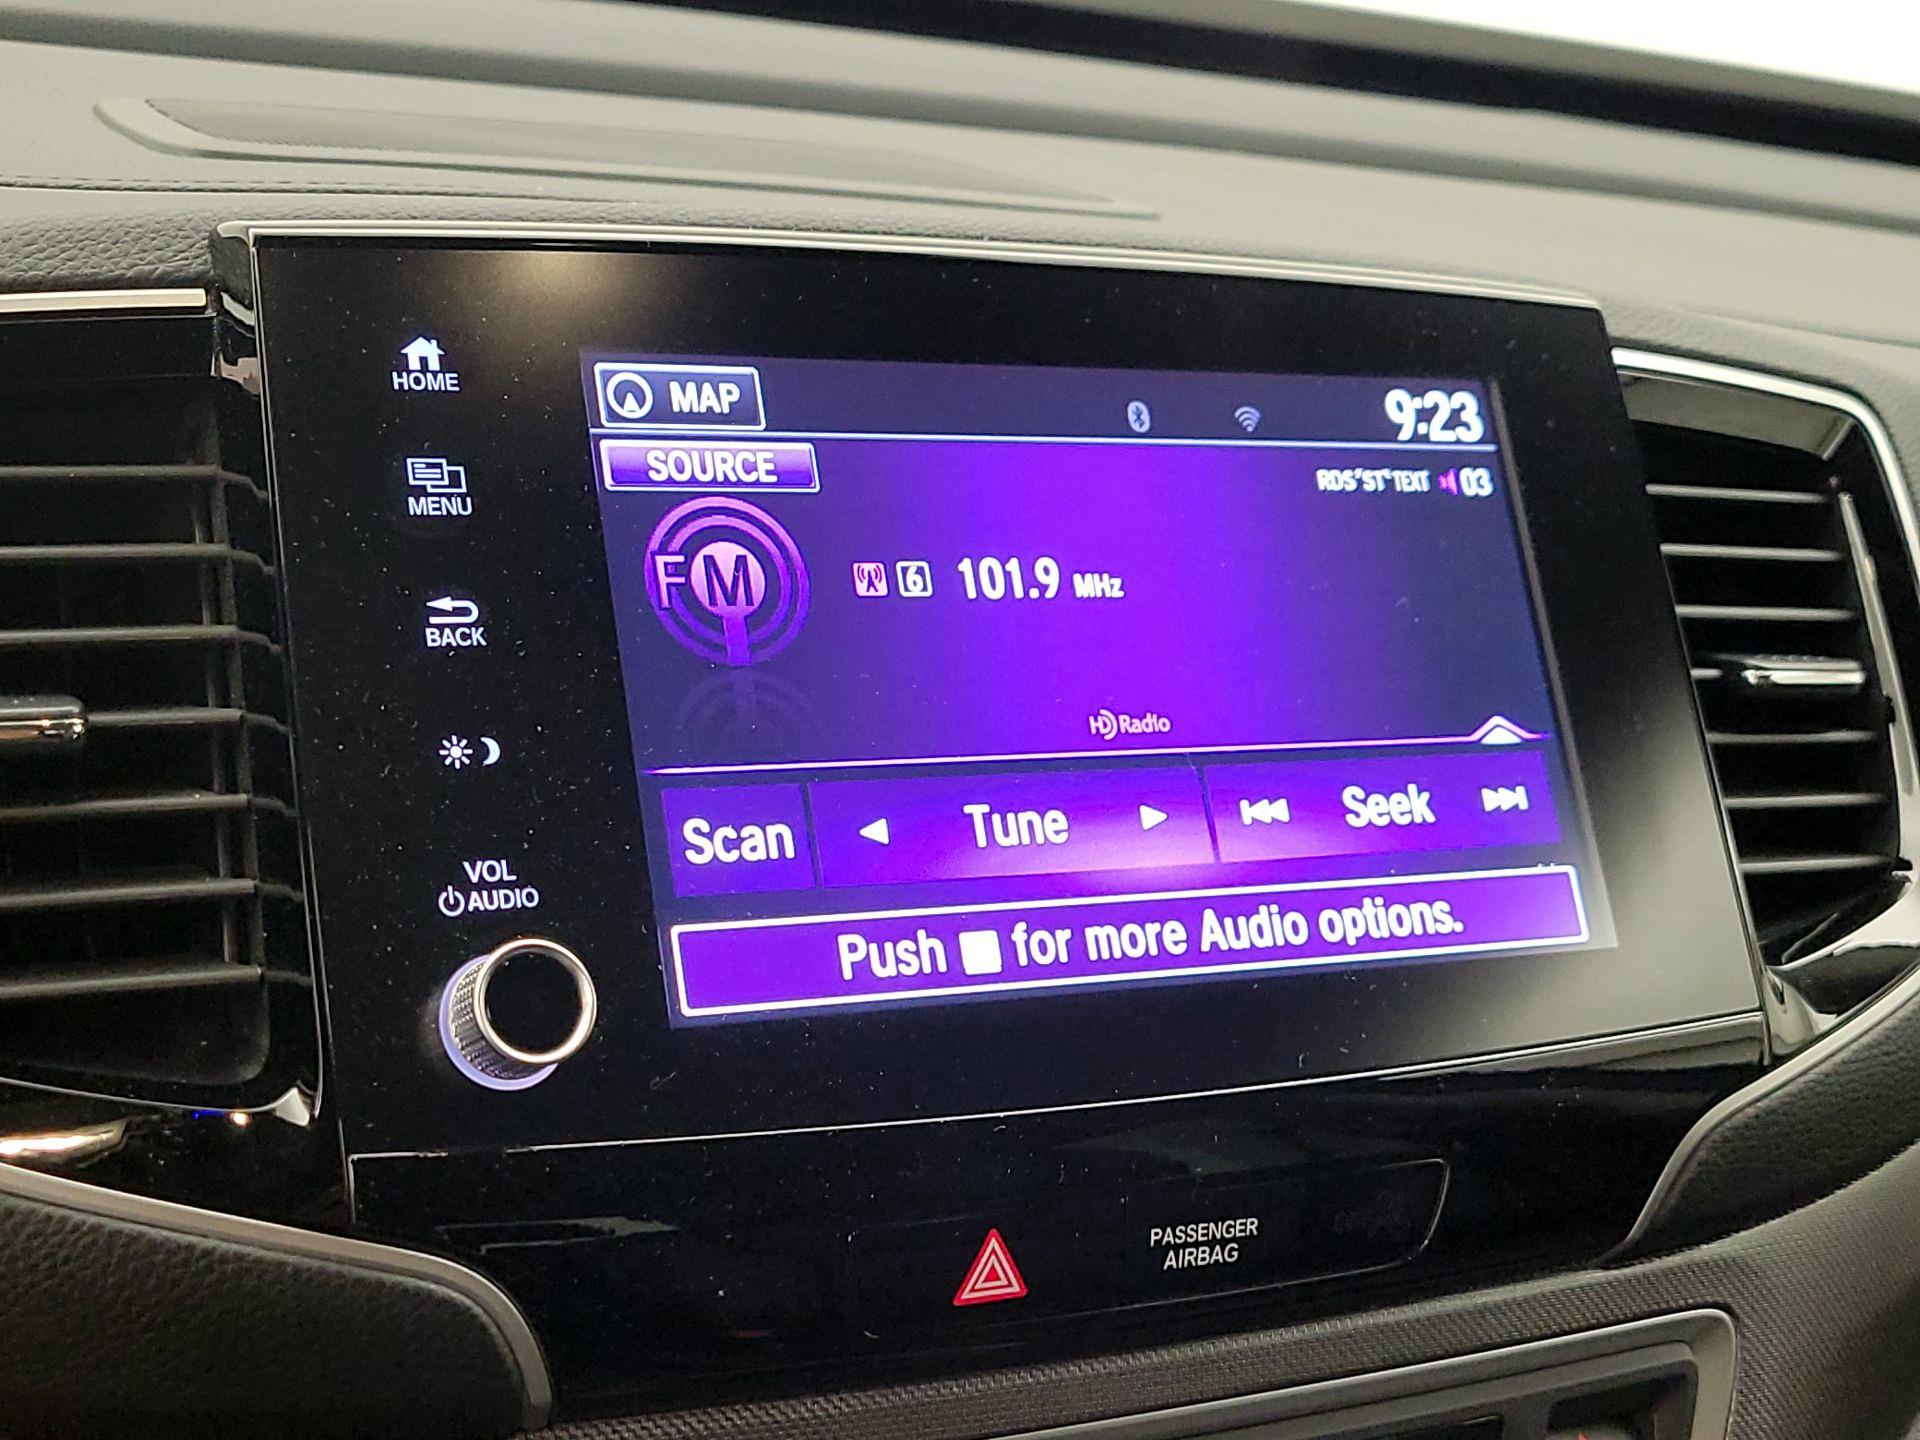 HOME
MENU
BACK
VOL
AUDIO
MAP
9:23
SOURCE
RDS ST TEXT 03
FM
6 101.9 MHz
HD Radio
Scan Tune Seek
Push for more Audio options.
PASSENGER
AIRBAG